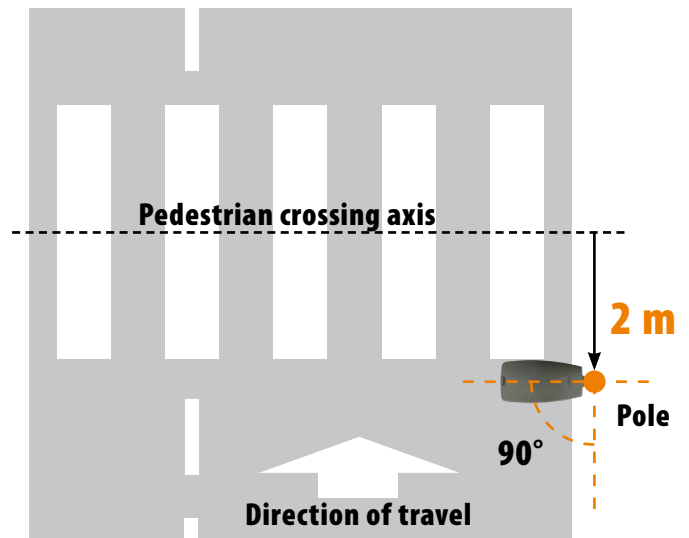 Pedestrian crossing axis
2 m
Pole
90°
Direction of travel